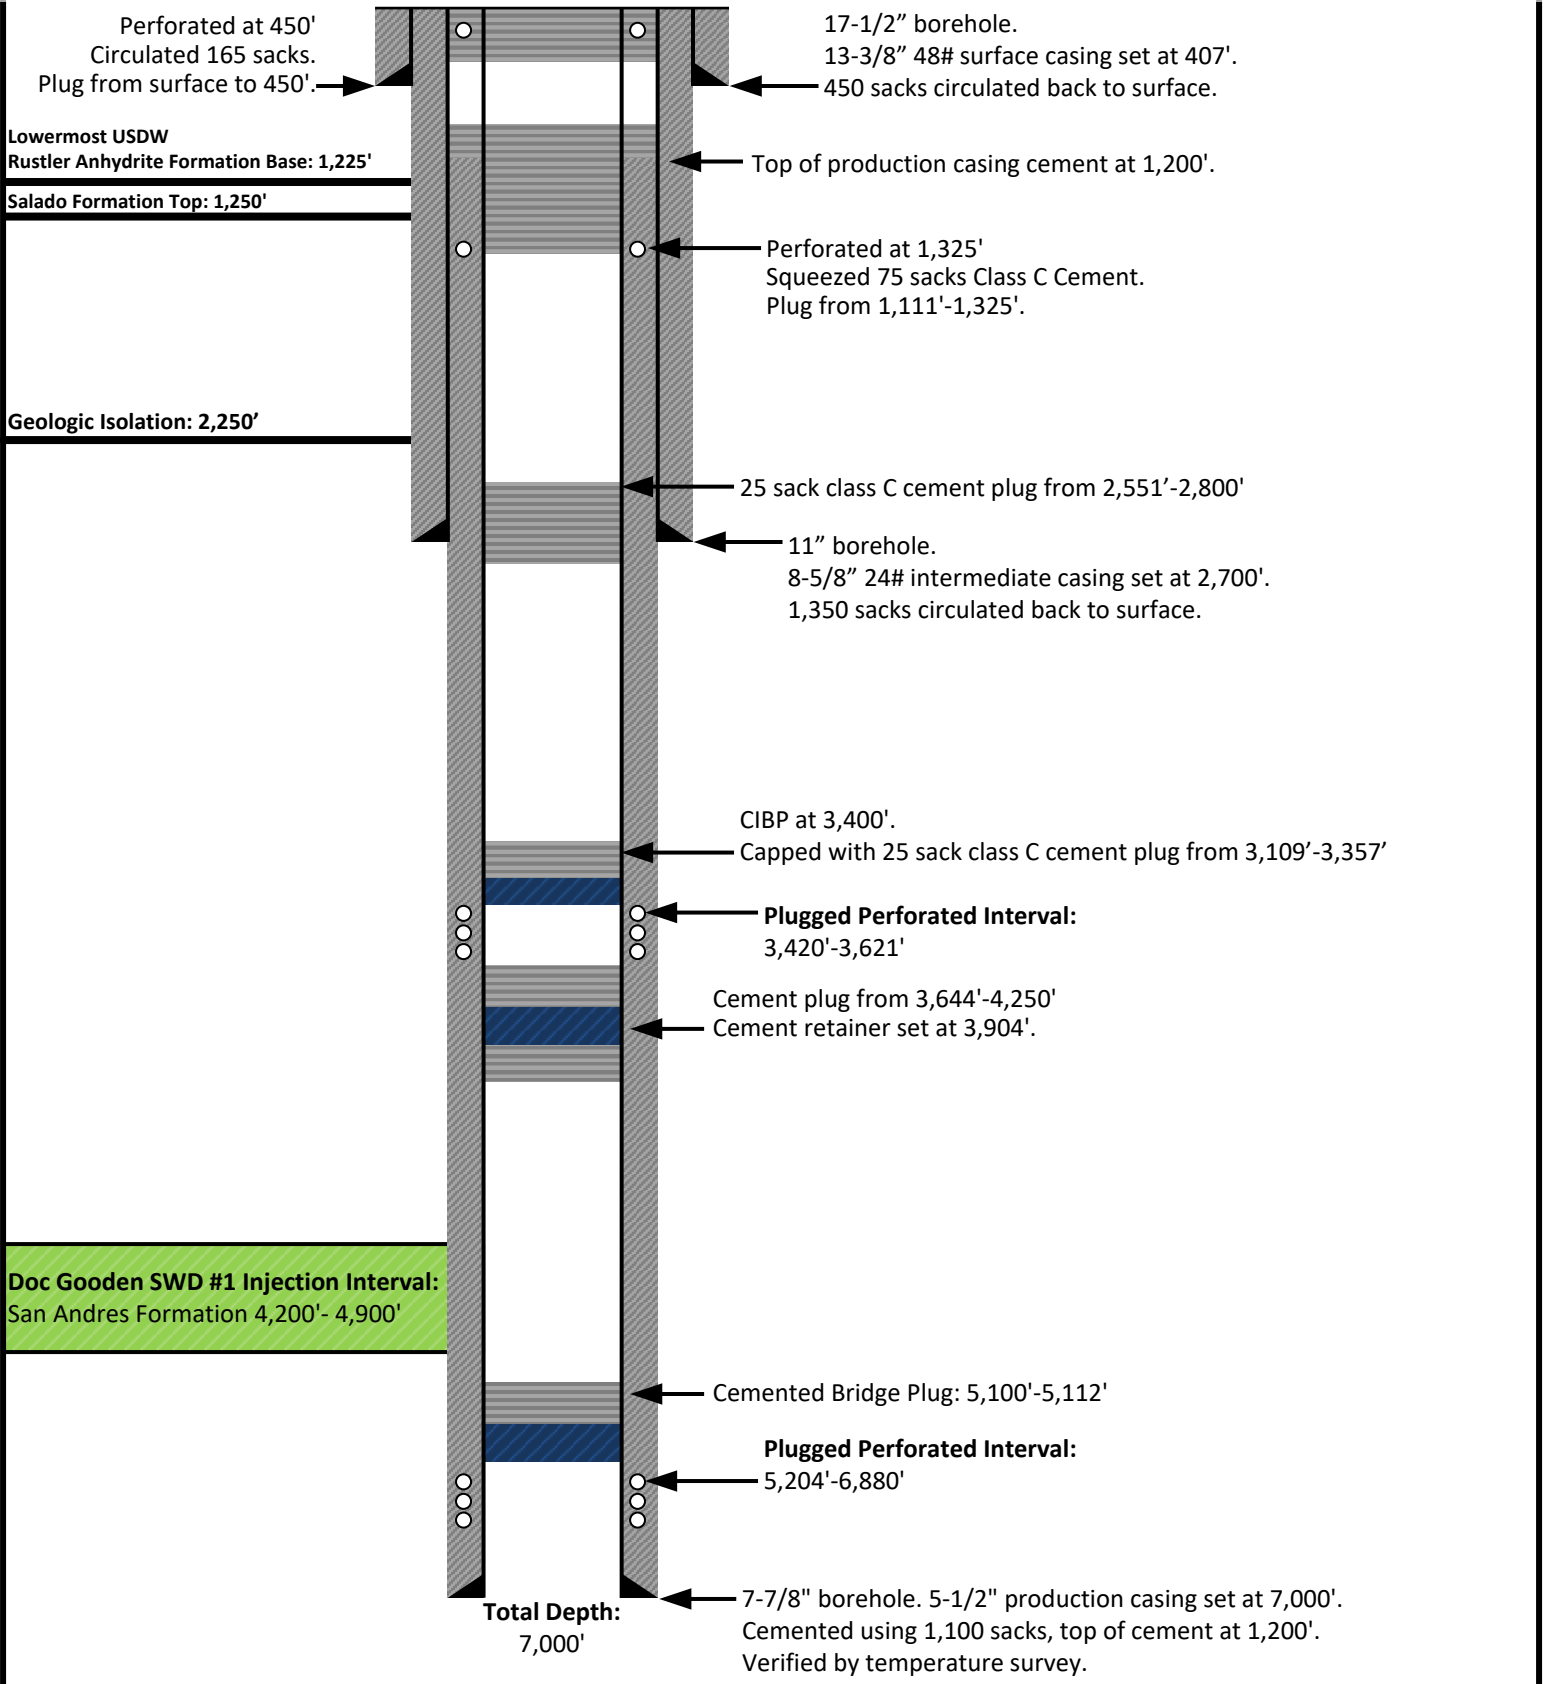 Perforated at 450'
Circulated 165 sacks.
Plug from surface to 450'.
17-1/2” borehole.
13-3/8” 48# surface casing set at 407'.
450 sacks circulated back to surface.
Lowermost USDW
Rustler Anhydrite Formation Base: 1,225'
Top of production casing cement at 1,200'.
Salado Formation Top: 1,250'
Perforated at 1,325'
Squeezed 75 sacks Class C Cement.
Plug from 1,111'-1,325'.
Geologic Isolation: 2,250’
25 sack class C cement plug from 2,551’-2,800'
11” borehole.
8-5/8” 24# intermediate casing set at 2,700'.
1,350 sacks circulated back to surface.
CIBP at 3,400'.
Capped with 25 sack class C cement plug from 3,109’-3,357’
Plugged Perforated Interval:
3,420'-3,621'
Cement plug from 3,644'-4,250'
Cement retainer set at 3,904'.
Doc Gooden SWD #1 Injection Interval:
San Andres Formation 4,200'- 4,900'
Cemented Bridge Plug: 5,100'-5,112'
Plugged Perforated Interval:
5,204'-6,880'
Total Depth:
7,000'
7-7/8" borehole. 5-1/2" production casing set at 7,000'.
Cemented using 1,100 sacks, top of cement at 1,200'.
Verified by temperature survey.